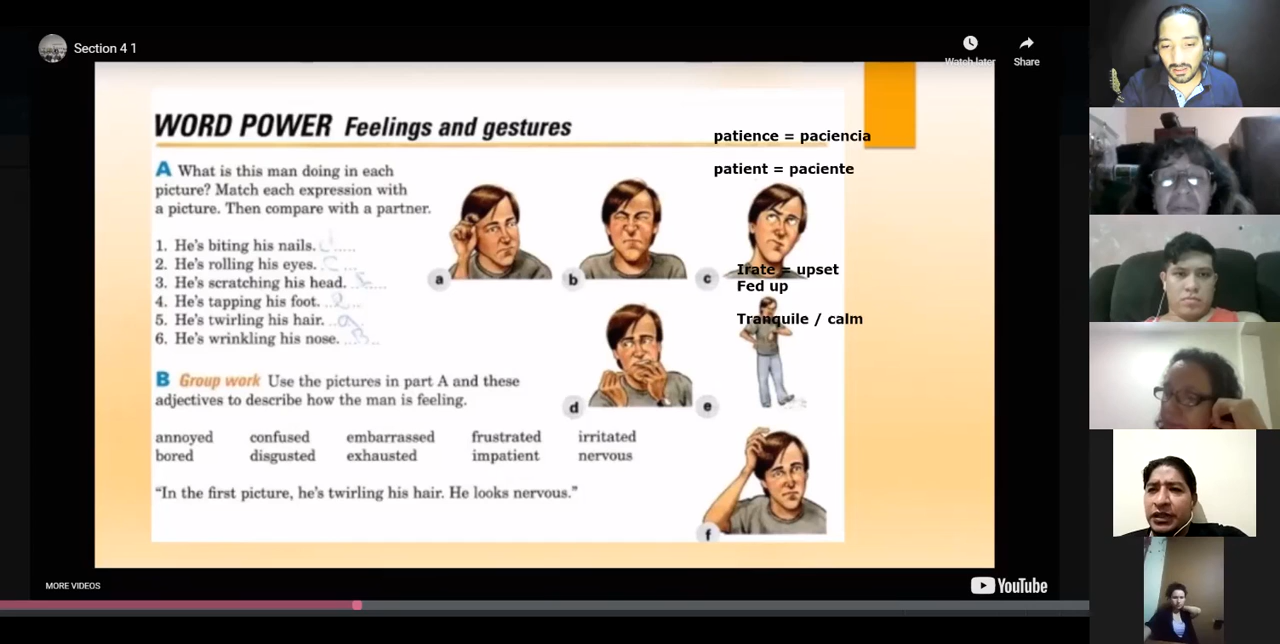 Section 4 1
Watch later
Share
WORD POWER Feelings and gestures
patience = paciencia
patient = paciente
A What is this man doing in each
picture? Match each expression with
a picture. Then compare with a partner.
1. He's biting his nails.
2. He's rolling his eyes.
3. He's scratching his head.
4. He's tapping his foot.
5. He's twirling his hair.
6. He's wrinkling his nose.
a
b
c
Irate = upset
Fed up
Tranquile / calm
d
e
f
B Group work Use the pictures in part A and these
adjectives to describe how the man is feeling.
annoyed confused embarrassed frustrated irritated
bored disgusted exhausted impatient nervous
"In the first picture, he's twirling his hair. He looks nervous."
MORE VIDEOS
YouTube